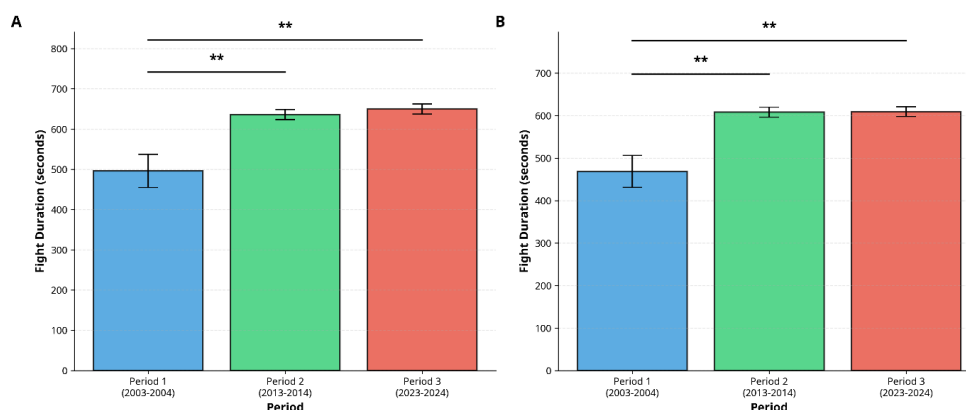 A
**
**
800
700
600
500
400
300
200
100
0
Fight Duration (seconds)
Period 1
(2003-2004)
Period 2
(2013-2014)
Period 3
(2023-2024)
Period
B
**
**
700
600
500
400
300
200
100
0
Fight Duration (seconds)
Period 1
(2003-2004)
Period 2
(2013-2014)
Period 3
(2023-2024)
Period